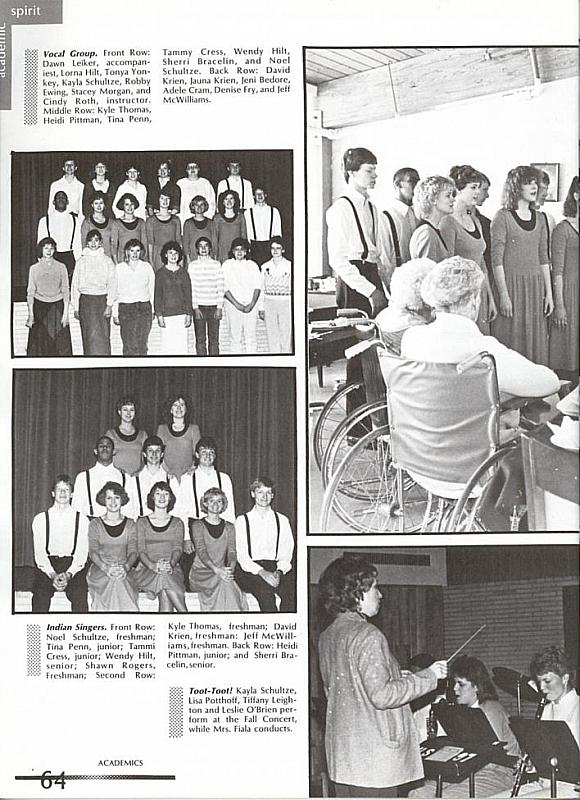 spirit
academic
Vocal Group. Front Row:
Dawn Leiker, accompan-
iest, Lorna Hilt, Tonya Yon-
key, Kayla Schultze, Robby
Ewing, Stacey Morgan, and
Cindy Roth, instructor.
Middle Row: Kyle Thomas,
Heidi Pittman, Tina Penn,
Tammy Cress, Wendy Hilt,
Sherri Bracelin, and Noel
Schultze. Back Row: David
Krien, Jauna Krien, Jeni Bedore,
Adele Cram, Denise Fry, and Jeff
McWilliams.
Indian Singers. Front Row:
Noel Schultze, freshman;
Tina Penn, junior; Tammi
Cress, junior; Wendy Hilt,
senior; Shawn Rogers,
Freshman; Second Row:
Kyle Thomas, freshman; David
Krien, freshman: Jeff McWill-
iams, freshman. Back Row: Heidi
Pittman, junior; and Sherri Bra-
celin, senior.
Toot-Toot! Kayla Schultze,
Lisa Potthoff, Tiffany Leigh-
ton and Leslie O'Brien per-
form at the Fall Concert,
while Mrs. Fiala conducts.
ACADEMICS
64